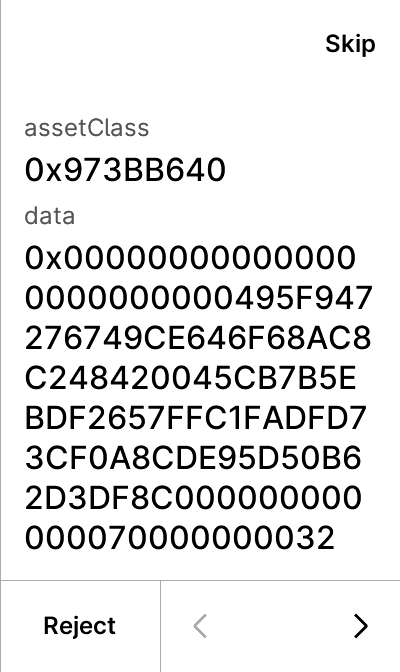 Skip
assetClass
0x973BB640
data
0x00000000000000
0000000000495F947
276749CE646F68AC8
C248420045CB7B5E
BDF2657FFC1FADFD7
3CF0A8CDE95D50B6
2D3DF8C000000000
000070000000032
Reject